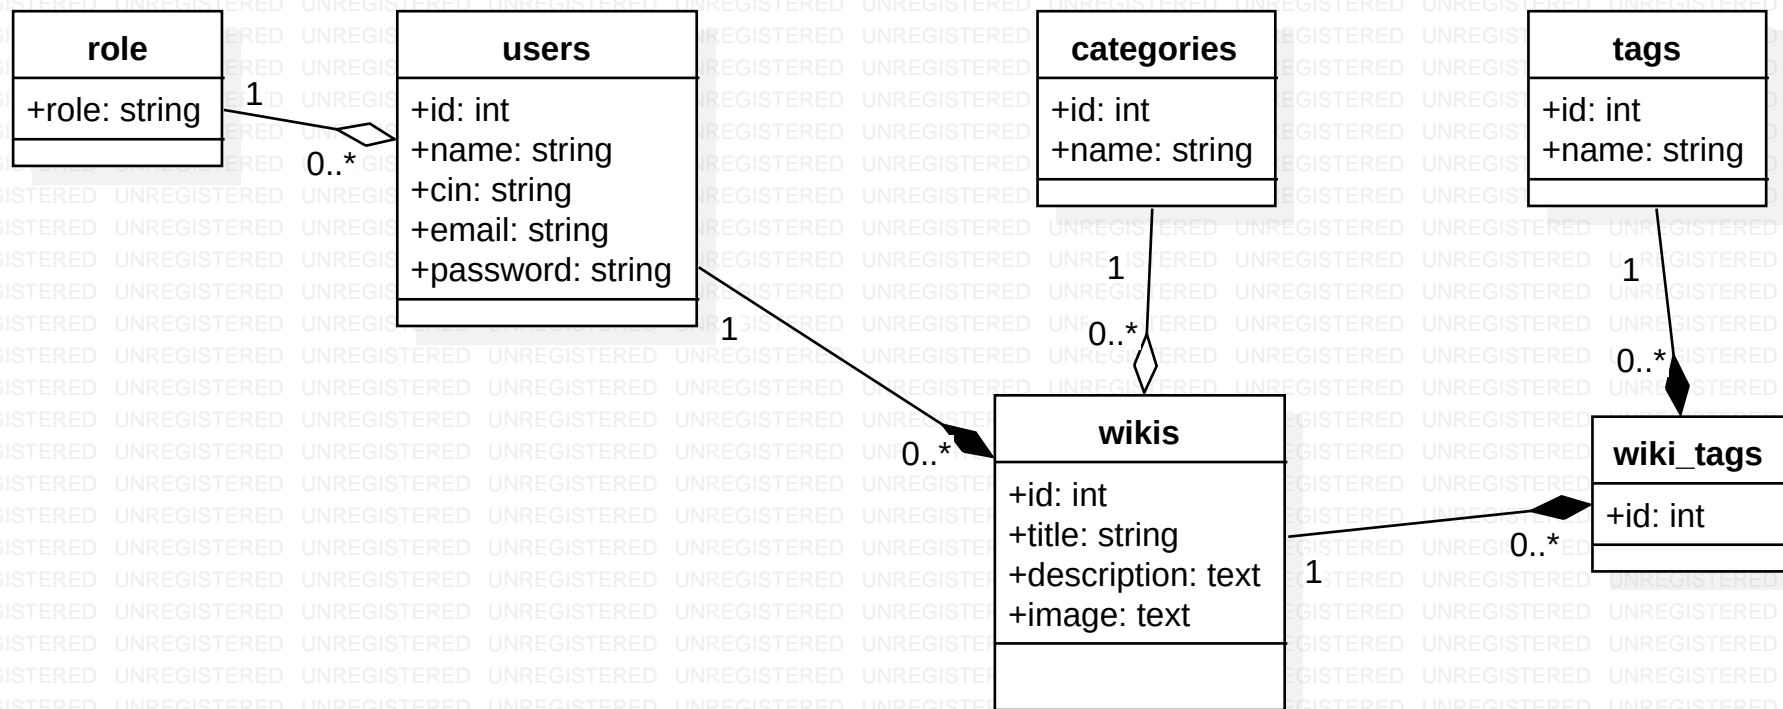 role
+role: string
1
0..*
users
+id: int
+name: string
+cin: string
+email: string
+password: string
1
0..*
categories
+id: int
+name: string
1
0..*
tags
+id: int
+name: string
1
0..*
wikis
+id: int
+title: string
+description: text
+image: text
1
0..*
wiki_tags
+id: int
UNREGISTERED